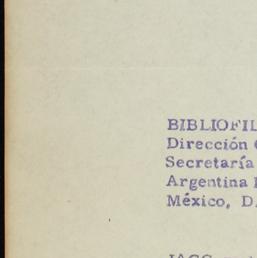 BIBLIOFIL
Dirección
Secretaría
Argentina
México, D.